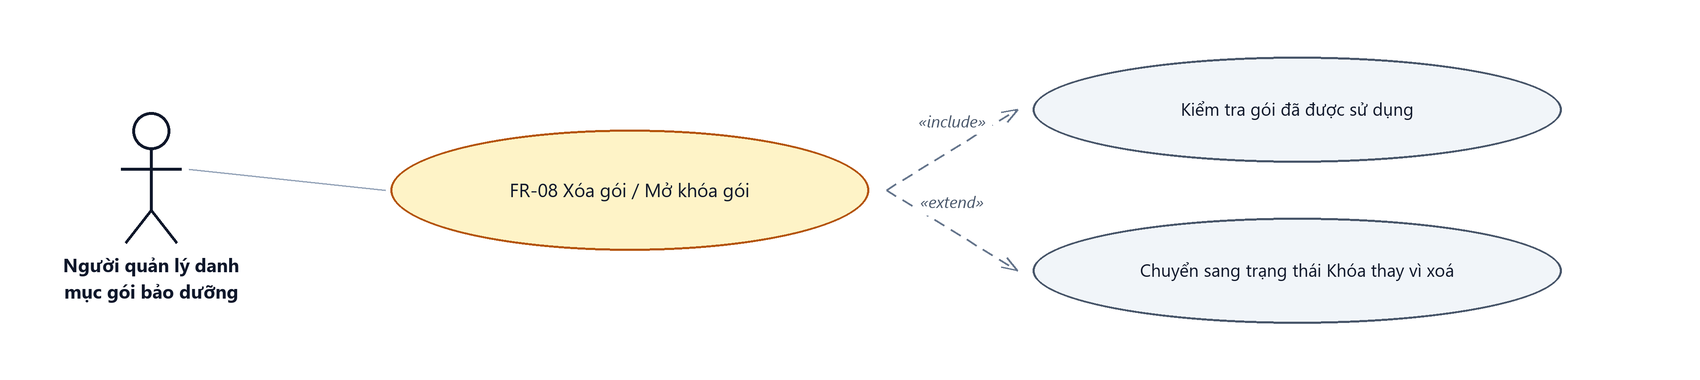 Người quản lý danh
mục gói bảo dưỡng
FR-08 Xóa gói / Mở khóa gói
«include»
«extend»
Kiểm tra gói đã được sử dụng
Chuyển sang trạng thái Khóa thay vì xoá